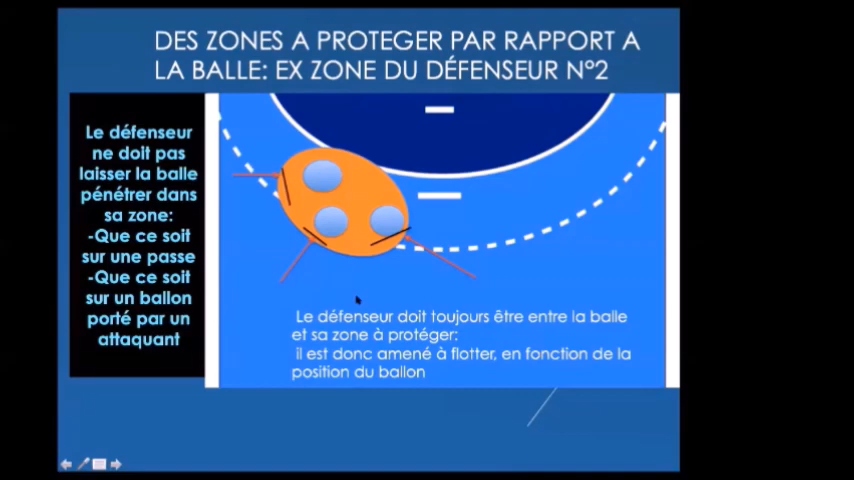 DES ZONES A PROTEGER PAR RAPPORT A
LA BALLE: EX ZONE DU DÉFENSEUR N°2
Le défenseur
ne doit pas
laisser la balle
pénétrer dans
sa zone:
-Que ce soit
sur une passe
-Que ce soit
sur un ballon
porté par un
attaquant
Le défenseur doit toujours être entre la balle
et sa zone à protéger:
il est donc amené à flotter, en fonction de la
position du ballon